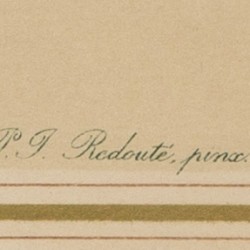 P. J. Redouté, pinx.